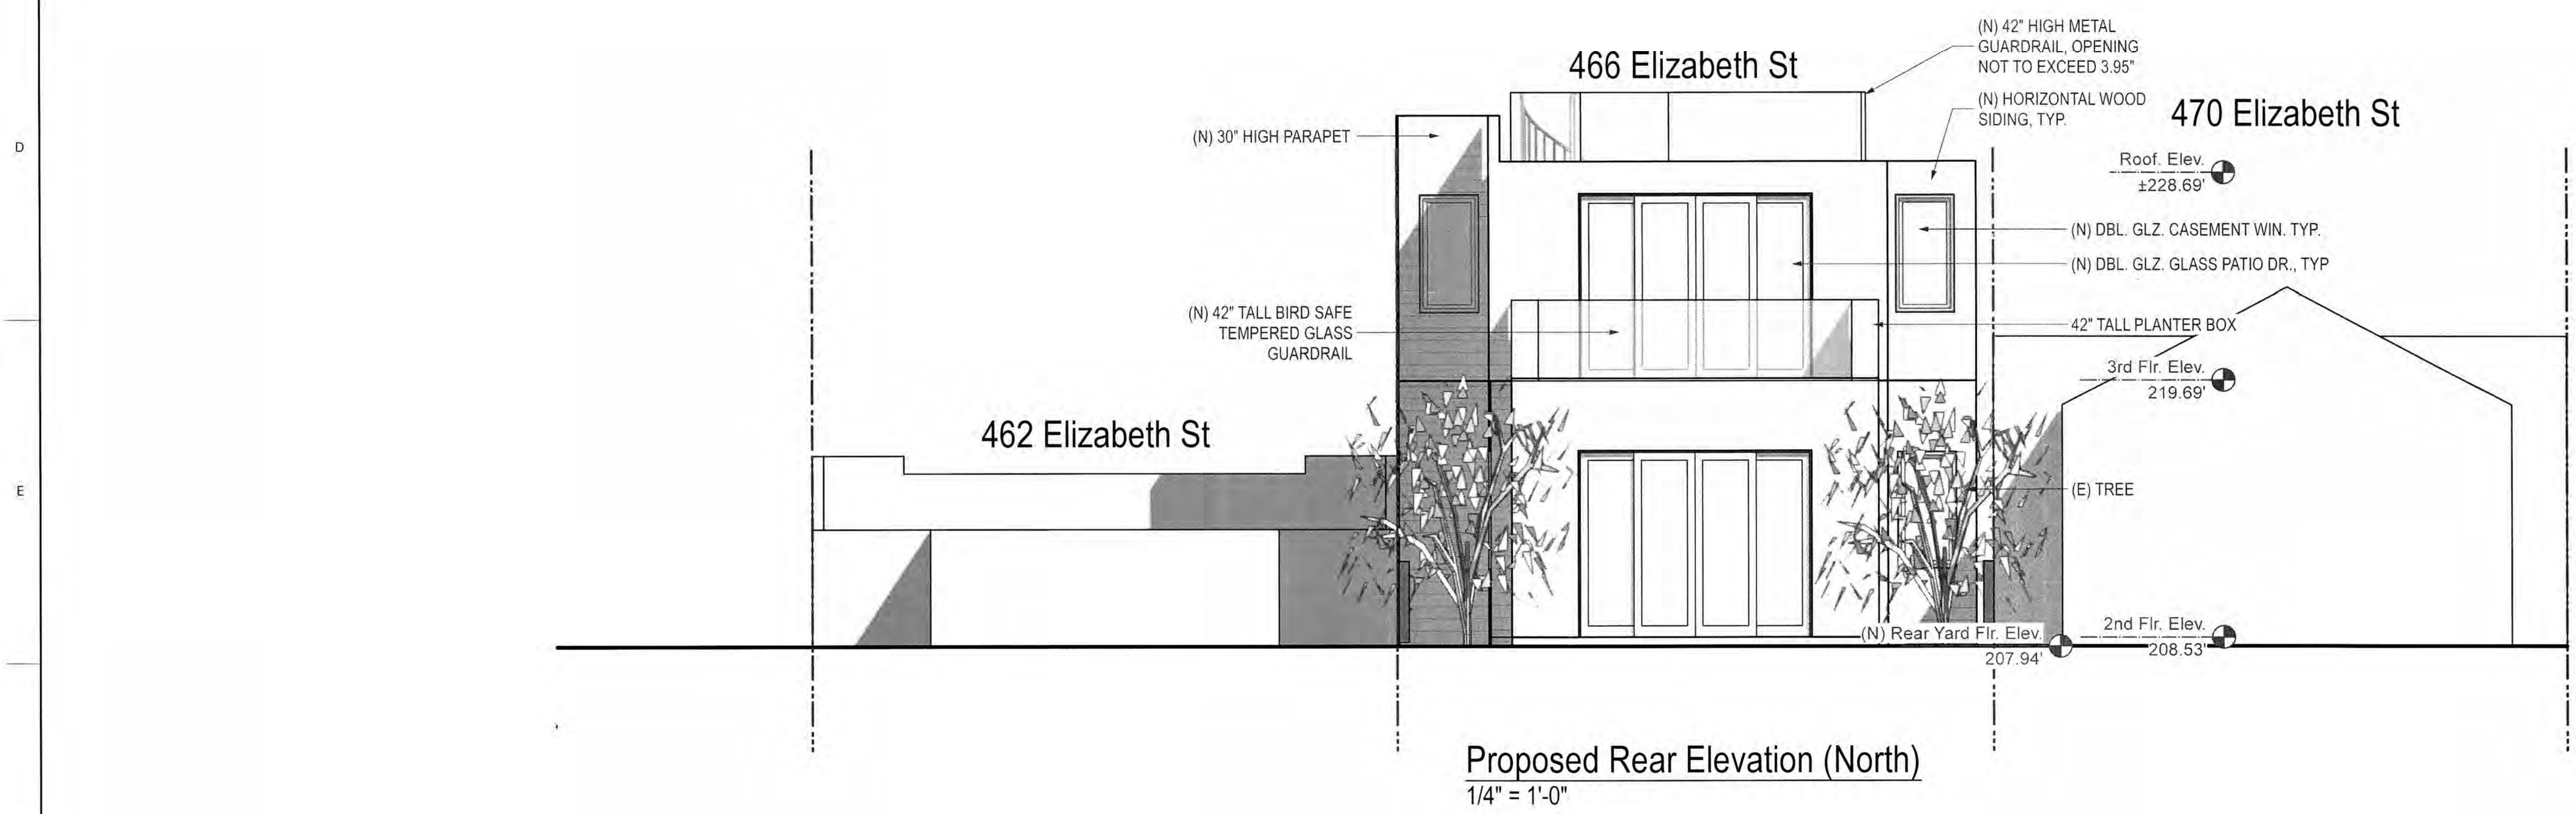 D
E
462 Elizabeth St
466 Elizabeth St
470 Elizabeth St
(N) 42" HIGH METAL
GUARDRAIL, OPENING
NOT TO EXCEED 3.95"
(N) HORIZONTAL WOOD
SIDING, TYP.
(N) 30" HIGH PARAPET
Roof. Elev.
±228.69'
(N) DBL. GLZ. CASEMENT WIN. TYP.
(N) DBL. GLZ. GLASS PATIO DR., TYP
(N) 42" TALL BIRD SAFE
TEMPERED GLASS
GUARDRAIL
42" TALL PLANTER BOX
3rd Flr. Elev.
219.69'
(E) TREE
(N) Rear Yard Flr. Elev.
207.94'
2nd Flr. Elev.
208.53'
Proposed Rear Elevation (North)
1/4" = 1'-0"